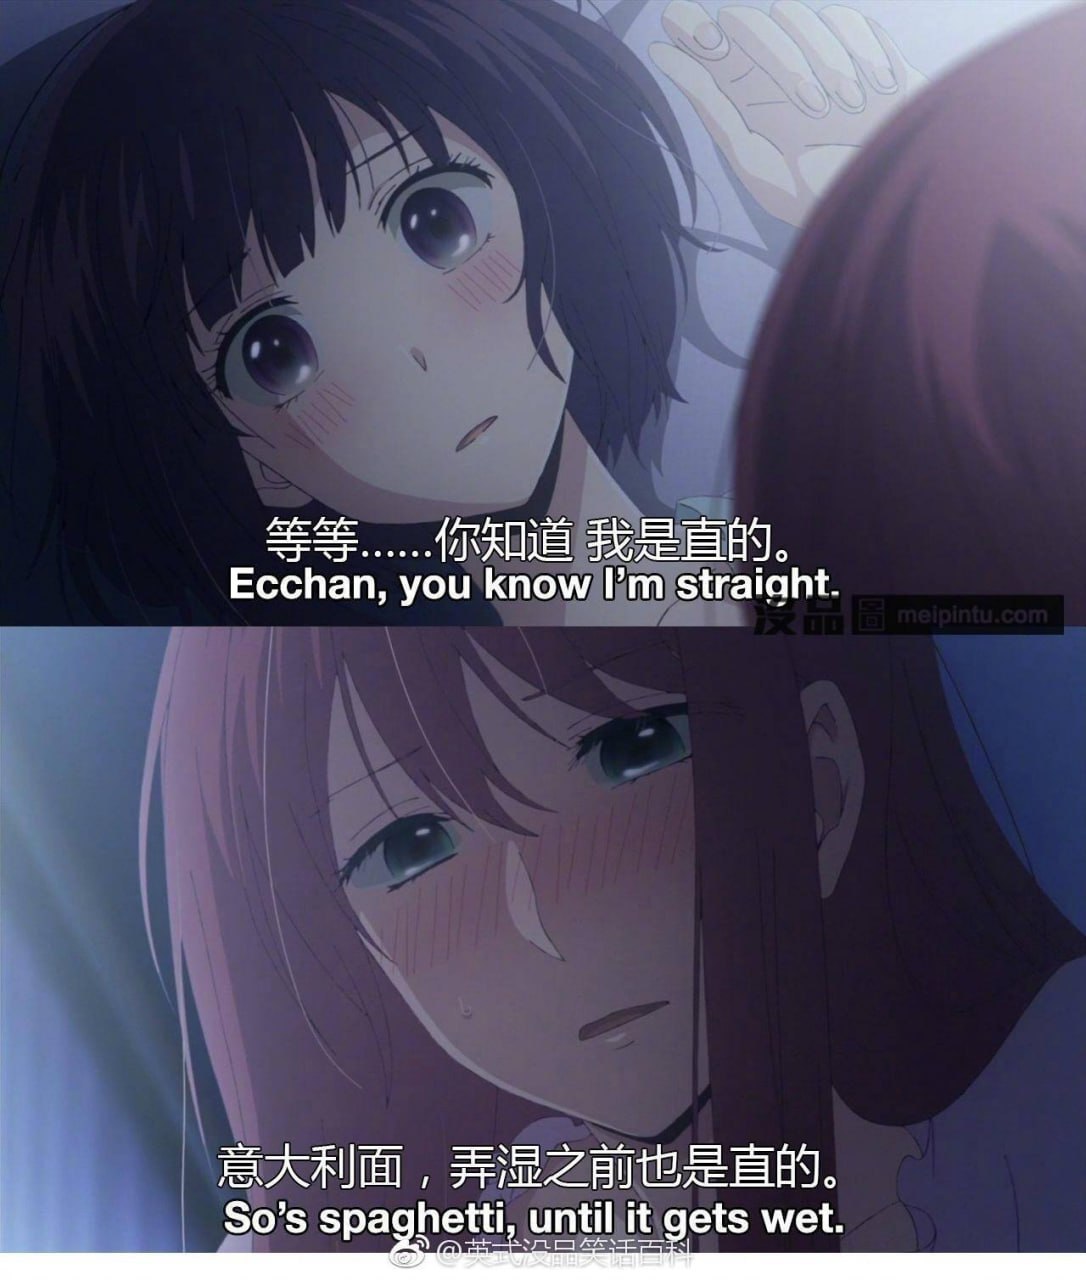 等等……你知道 我是直的。
Ecchan, you know I'm straight.
没品圖 meipintu.com
意大利面，弄湿之前也是直的。
So's spaghetti, until it gets wet.
@英式没品笑话百科